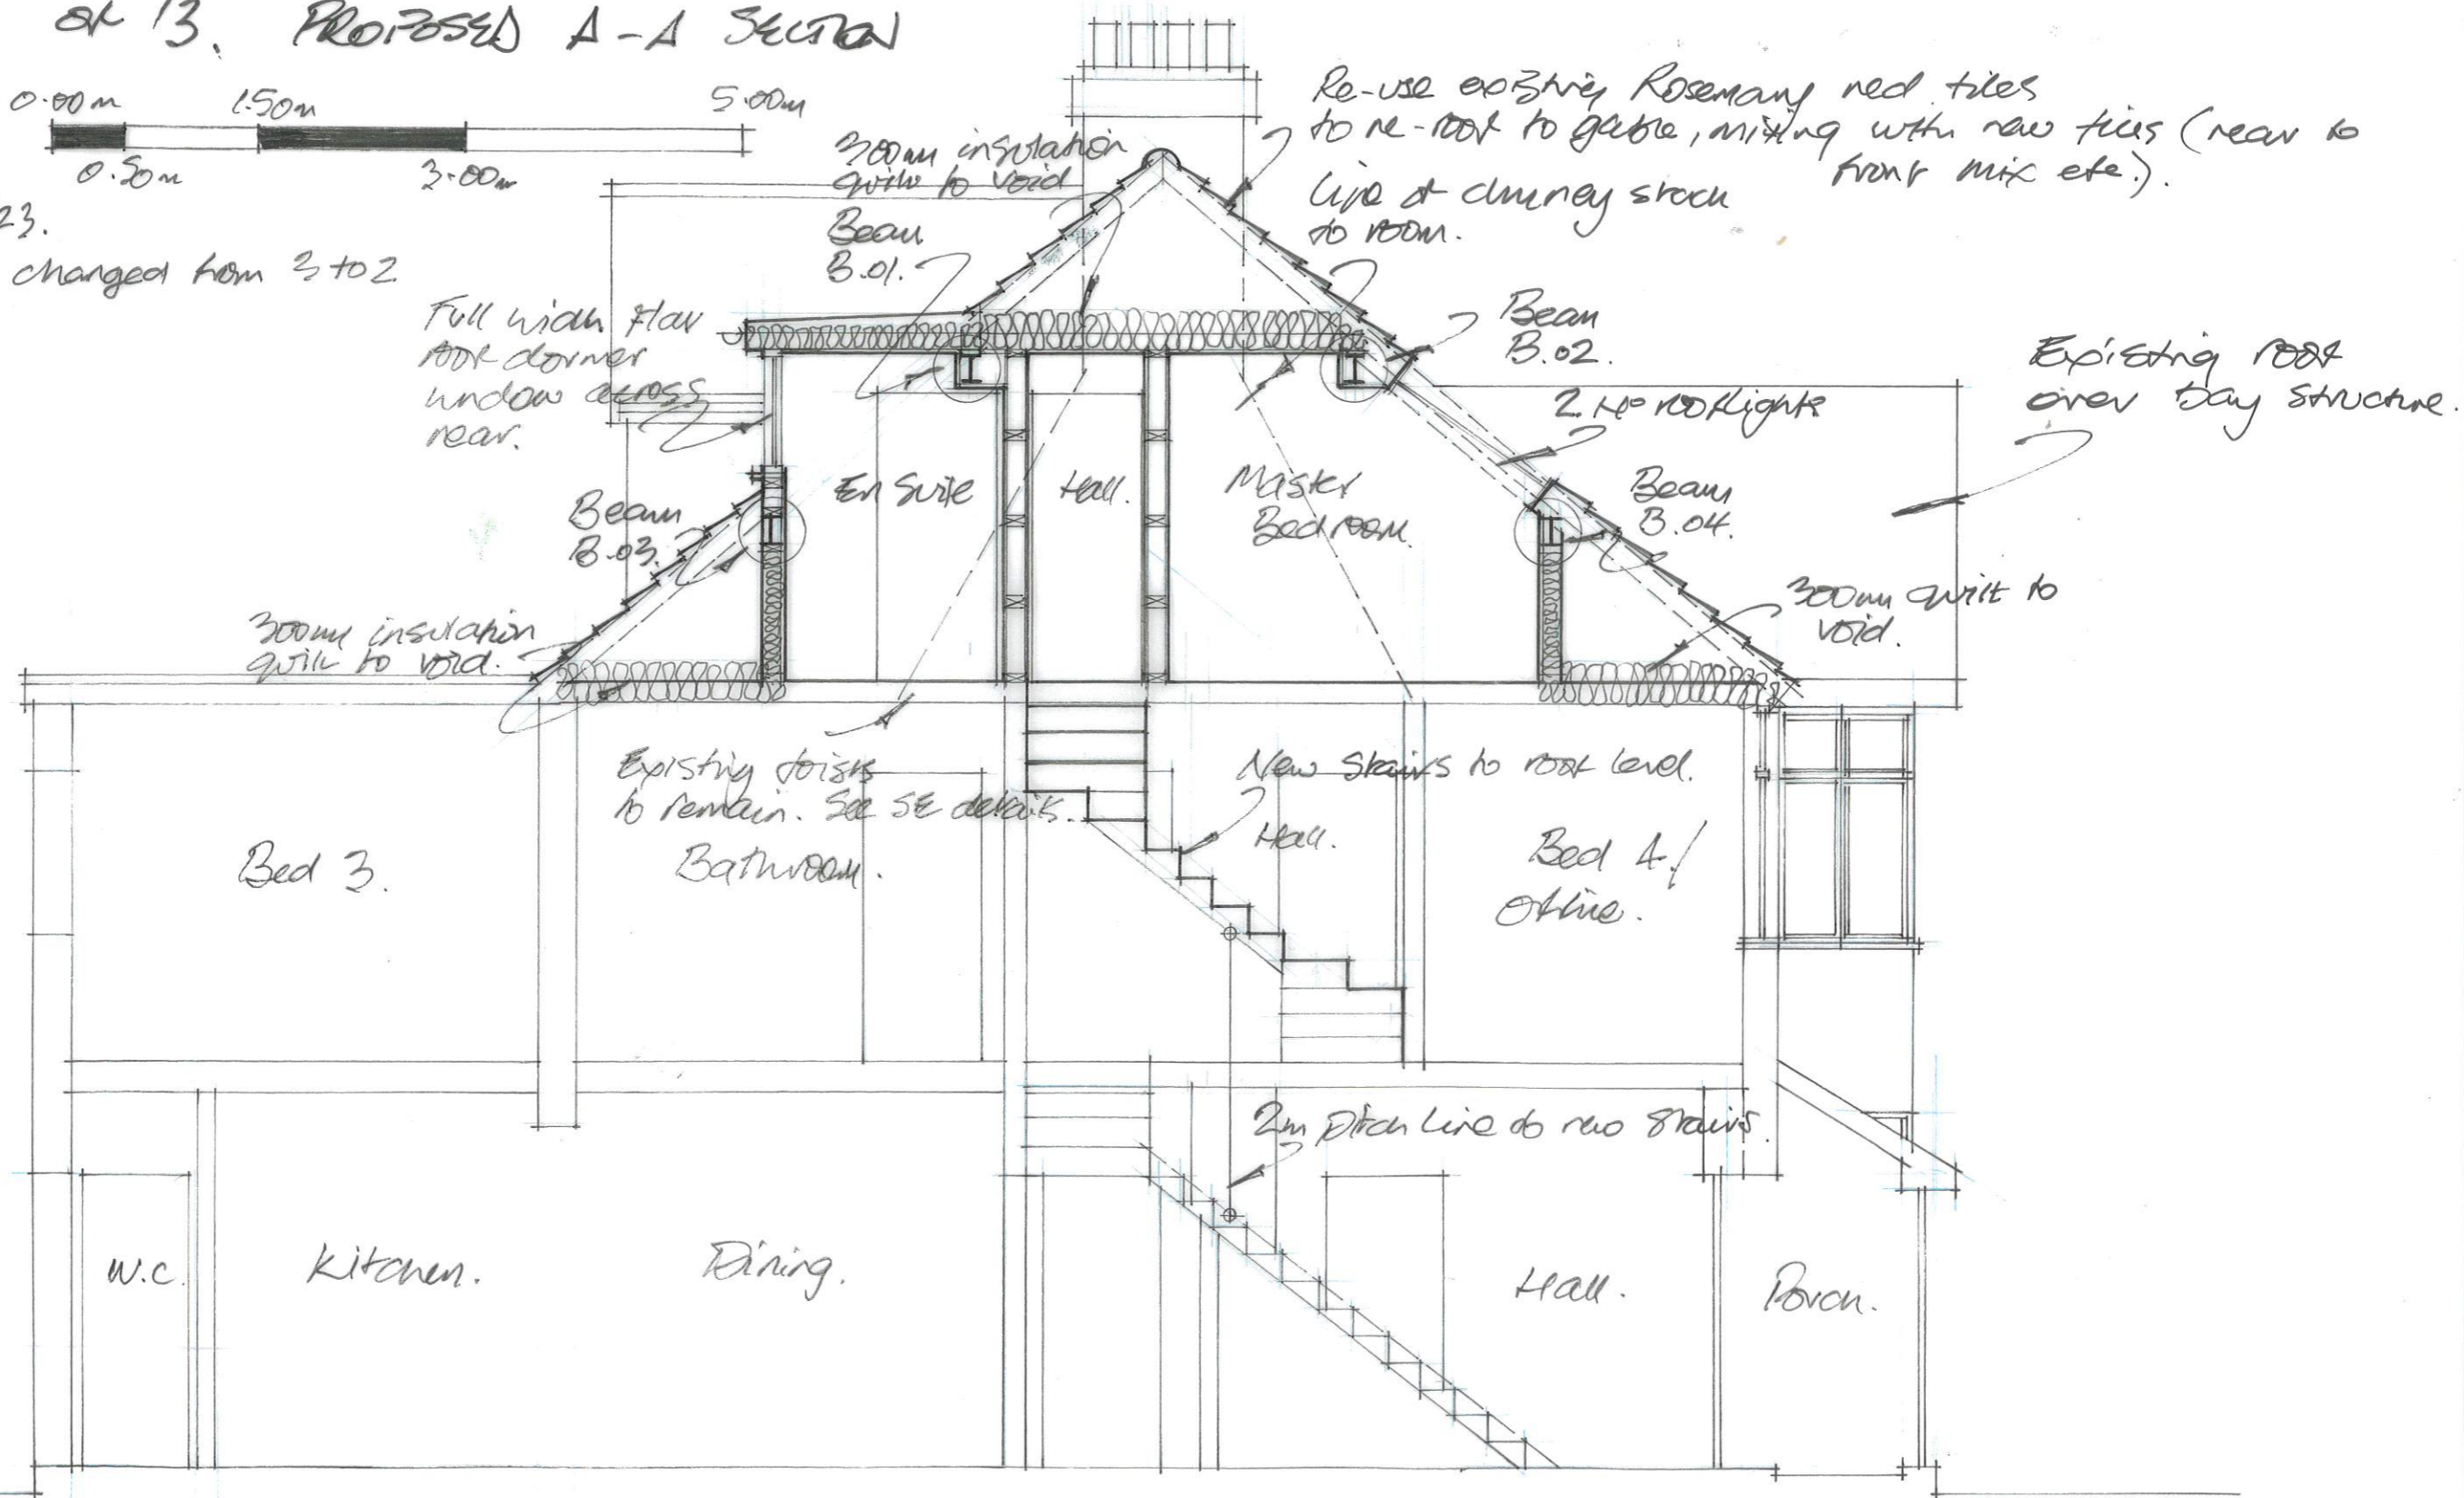 OF 13. PROPOSED A-A SECTION
0.00m 1.50m 5.00m
0.50m 3.00m
23.
changed from 3 to 2
300mm insulation
quilt to void
Beam
B.01.
Re-use existing Rosemary red tiles
to re-roof to gable, mixing with new tiles (rear to
front mix etc.).
Line of chimney stack
to room.
Full width flat
roof dormer
window across
rear.
Beam
B.02.
2 No rooflights
Existing roof
over bay structure.
En Suite
Hall.
Master
Bedroom.
Beam
B.03.
Beam
B.04.
300mm insulation
quilt to void.
300mm quilt to
void.
Existing joists
to remain. See SE details.
New stairs to roof level.
Bed 3.
Bathroom.
Hall.
Bed 4/
Office.
2m pitch line to new stairs.
W.C.
Kitchen.
Dining.
Hall.
Porch.